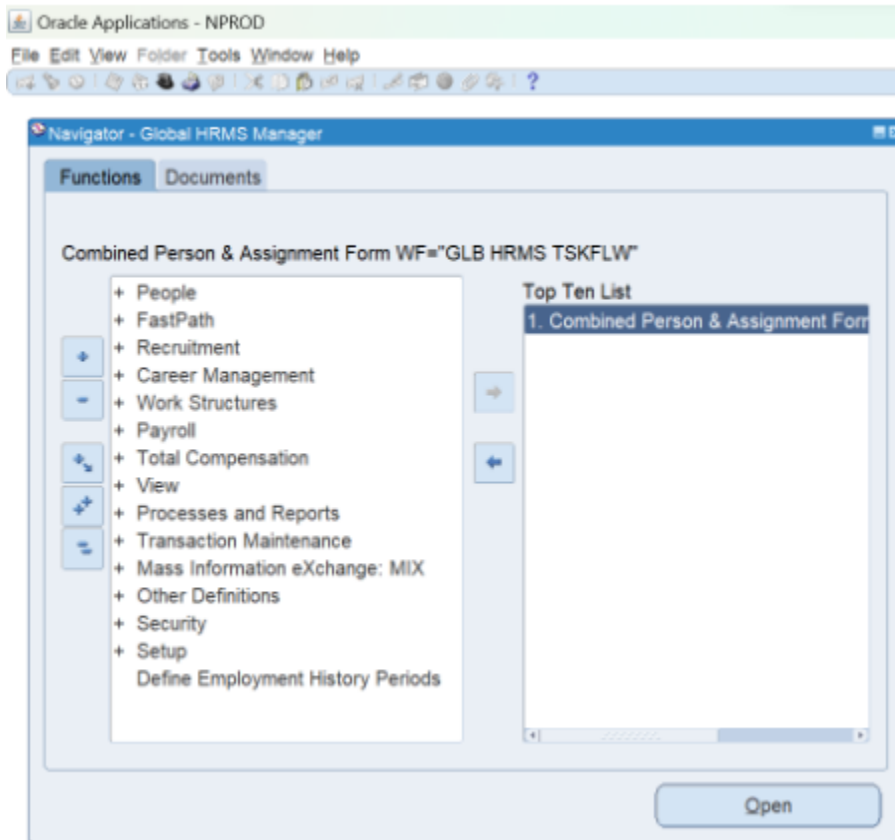 Oracle Applications - NPROD
File Edit View Folder Tools Window Help
?
Navigator - Global HRMS Manager
Functions Documents
Combined Person & Assignment Form WF="GLB HRMS TSKFLW"
Top Ten List
+ People
+ FastPath
+ Recruitment
+ Career Management
+ Work Structures
+ Payroll
+ Total Compensation
+ View
+ Processes and Reports
+ Transaction Maintenance
+ Mass Information eXchange: MIX
+ Other Definitions
+ Security
+ Setup
Define Employment History Periods
1. Combined Person & Assignment Forr
Open